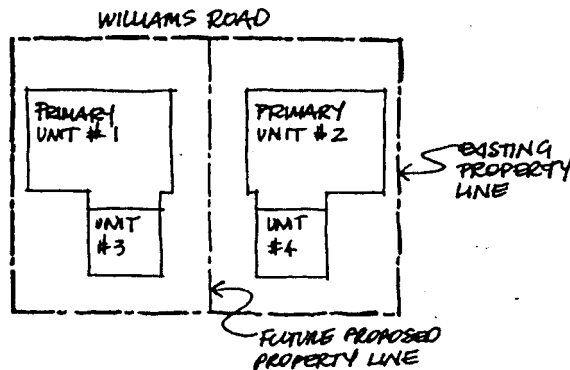 WILLIAMS ROAD
PRIMARY
UNIT #1
PRIMARY
UNIT #2
EXISTING
PROPERTY
LINE
UNIT
#3
UNIT
#4
FUTURE PROPOSED
PROPERTY LINE